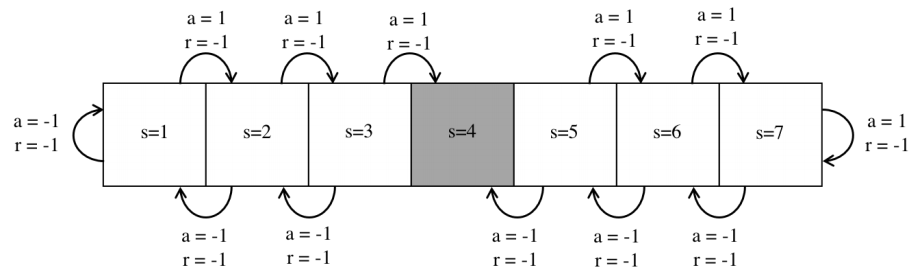 a = 1
r = -1
a = 1
r = -1
a = 1
r = -1
a = 1
r = -1
a = 1
r = -1
a = -1
r = -1
s=1
s=2
s=3
s=4
s=5
s=6
s=7
a = 1
r = -1
a = -1
r = -1
a = -1
r = -1
a = -1
r = -1
a = -1
r = -1
a = -1
r = -1